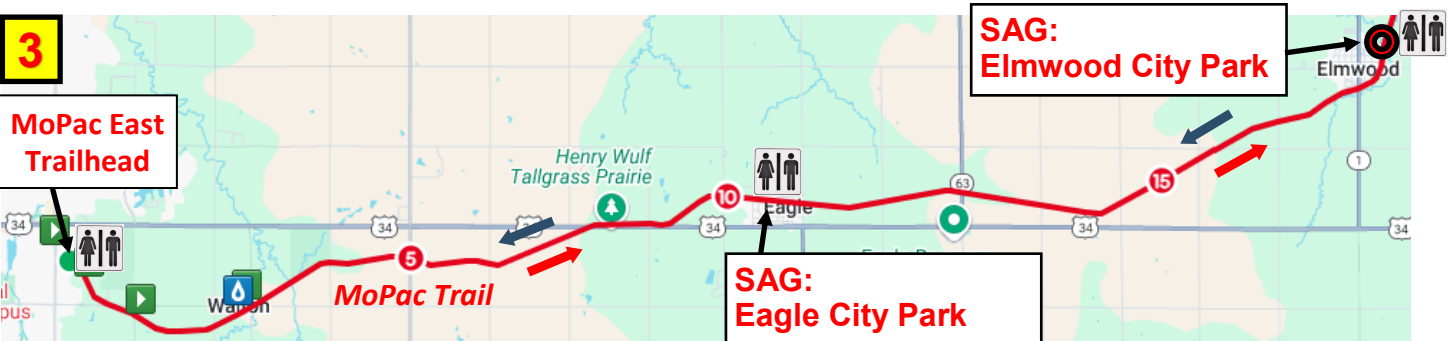 3
SAG:
Elmwood City Park
Elmwood
MoPac East
Trailhead
Henry Wulf
Tallgrass Prairie
1
15
63
10
Eagle
34
34
34
34
34
34
5
MoPac Trail
SAG:
Eagle City Park